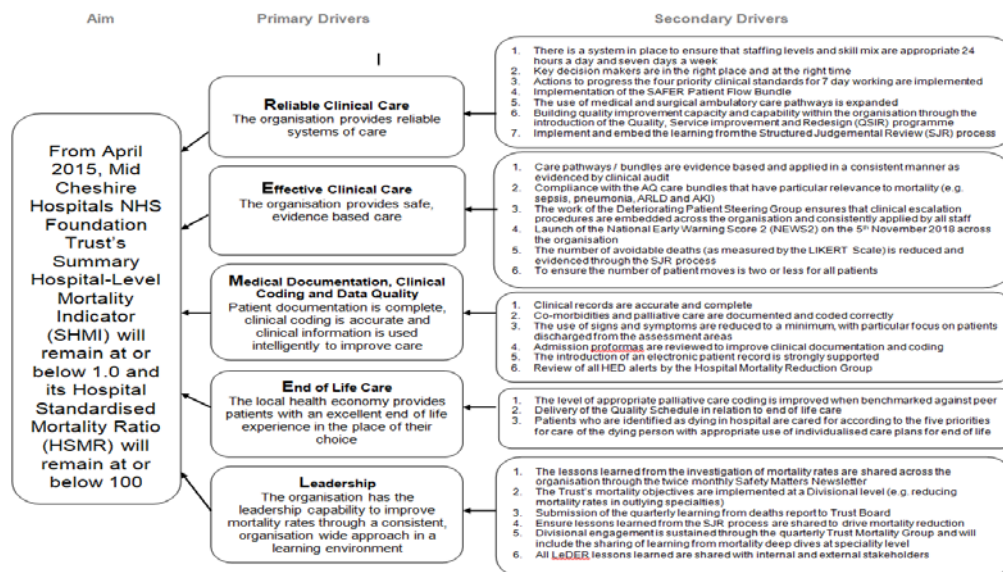 Aim
Primary Drivers
Secondary Drivers
From April
2015, Mid
Cheshire
Hospitals NHS
Foundation
Trust's
Summary
Hospital-Level
Mortality
Indicator
(SHMI) will
remain at or
below 1.0 and
its Hospital
Standardised
Mortality Ratio
(HSMR) will
remain at or
below 100
Reliable Clinical Care
The organisation provides reliable
systems of care
1. There is a system in place to ensure that staffing levels and skill mix are appropriate 24
hours a day and seven days a week
2. Key decision makers are in the right place and at the right time
3. Actions to progress the four priority clinical standards for 7 day working are implemented
4. Implementation of the SAFER Patient Flow Bundle
5. The use of medical and surgical ambulatory care pathways is expanded
6. Building quality improvement capacity and capability within the organisation through the
introduction of the Quality, Service improvement and Redesign (QSIR) programme
7. Implement and embed the learning from the Structured Judgemental Review (SJR) process
Effective Clinical Care
The organisation provides safe,
evidence based care
1. Care pathways / bundles are evidence based and applied in a consistent manner as
evidenced by clinical audit
2. Compliance with the AQ care bundles that have particular relevance to mortality (e.g.
sepsis, pneumonia, ARLD and AKI)
3. The work of the Deteriorating Patient Steering Group ensures that clinical escalation
procedures are embedded across the organisation and consistently applied by all staff
4. Launch of the National Early Warning Score 2 (NEWS2) on the 5th November 2018 across
the organisation
5. The number of avoidable deaths (as measured by the LIKERT Scale) is reduced and
evidenced through the SJR process
6. To ensure the number of patient moves is two or less for all patients
Medical Documentation, Clinical
Coding and Data Quality
Patient documentation is complete,
clinical coding is accurate and
clinical information is used
intelligently to improve care
1. Clinical records are accurate and complete
2. Co-morbidities and palliative care are documented and coded correctly
3. The use of signs and symptoms are reduced to a minimum, with particular focus on patients
discharged from the assessment areas
4. Admission proformas are reviewed to improve clinical documentation and coding
5. The introduction of an electronic patient record is strongly supported
6. Review of all HED alerts by the Hospital Mortality Reduction Group
End of Life Care
The local health economy provides
patients with an excellent end of life
experience in the place of their
choice
1. The level of appropriate palliative care coding is improved when benchmarked against peer
2. Delivery of the Quality Schedule in relation to end of life care
3. Patients who are identified as dying in hospital are cared for according to the five priorities
for care of the dying person with appropriate use of individualised care plans for end of life
Leadership
The organisation has the
leadership capability to improve
mortality rates through a consistent,
organisation wide approach in a
learning environment
1. The lessons learned from the investigation of mortality rates are shared across the
organisation through the twice monthly Safety Matters Newsletter
2. The Trust's mortality objectives are implemented at a Divisional level (e.g. reducing
mortality rates in outlying specialties)
3. Submission of the quarterly learning from deaths report to Trust Board
4. Ensure lessons learned from the SJR process are shared to drive mortality reduction
5. Divisional engagement is sustained through the quarterly Trust Mortality Group and will
include the sharing of learning from mortality deep dives at speciality level
6. All LeDER lessons learned are shared with internal and external stakeholders